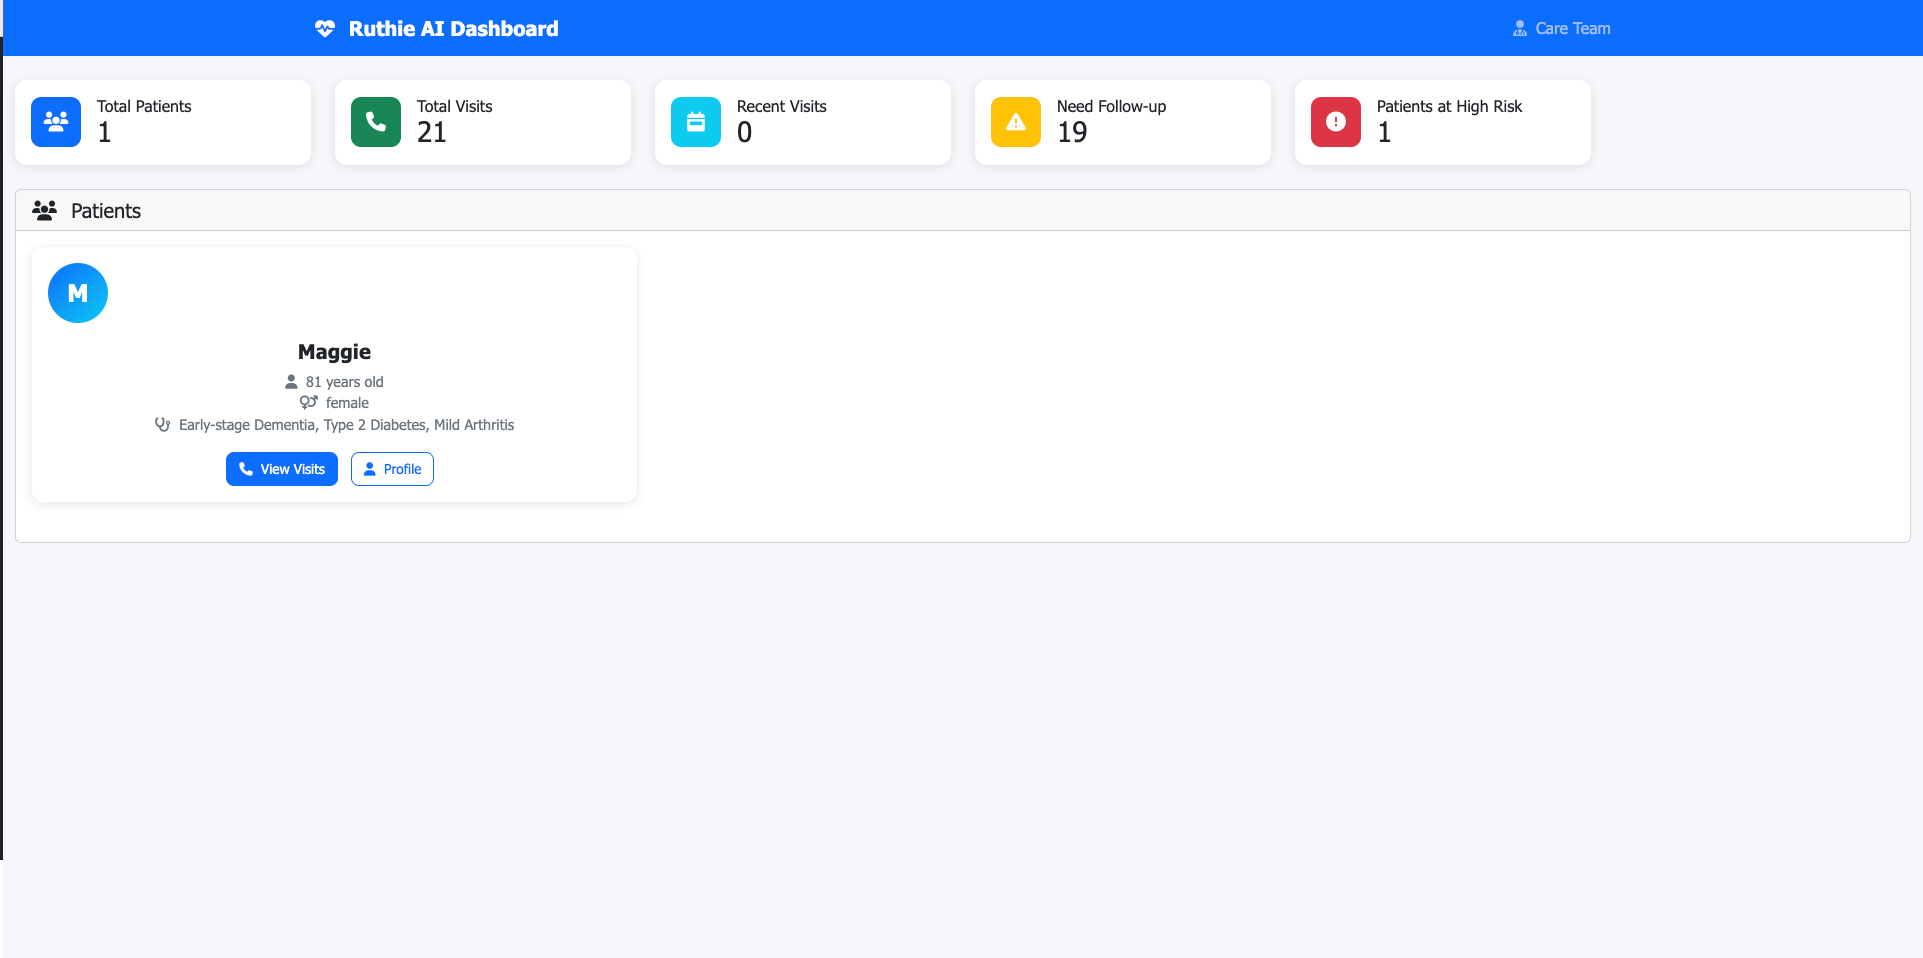 Ruthie AI Dashboard
Care Team
Total Patients
1
Total Visits
21
Recent Visits
0
Need Follow-up
19
Patients at High Risk
1
Patients
M
Maggie
81 years old
female
Early-stage Dementia, Type 2 Diabetes, Mild Arthritis
View Visits
Profile